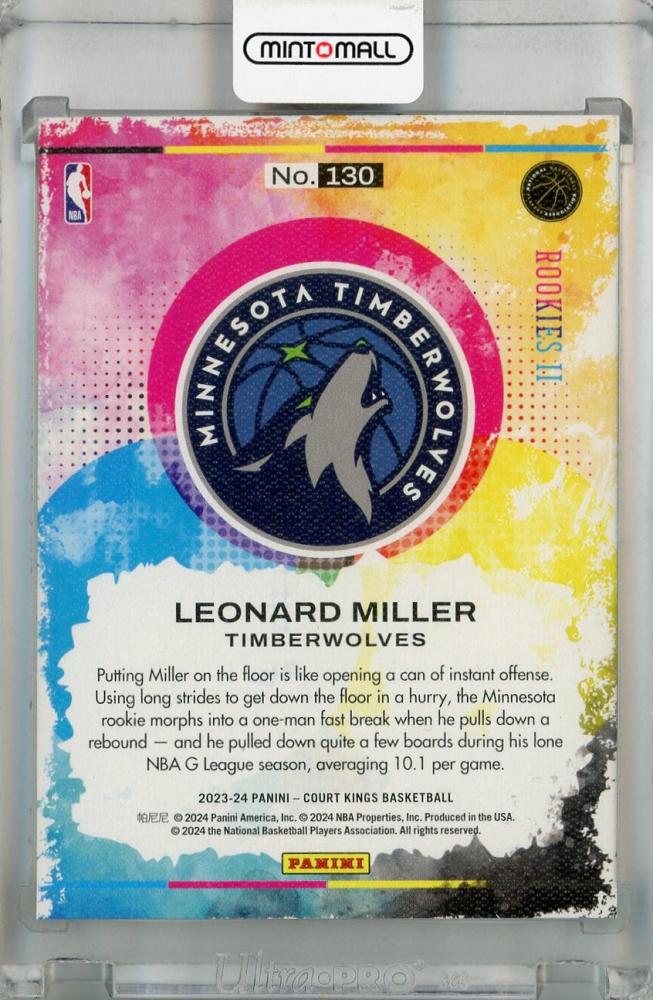 MINTOMALL
No. 130
NBA
NATIONAL BASKETBALL
ROOKIES II
MINNESOTA TIMBERWOLVES
LEONARD MILLER
TIMBERWOLVES
Putting Miller on the floor is like opening a can of instant offense.
Using long strides to get down the floor in a hurry, the Minnesota
rookie morphs into a one-man fast break when he pulls down a
rebound — and he pulled down quite a few boards during his lone
NBA G League season, averaging 10.1 per game.
2023-24 PANINI – COURT KINGS BASKETBALL
帕尼尼 © 2024 Panini America, Inc. © 2024 NBA Properties, Inc. Produced in the USA.
© 2024 the National Basketball Players Association. All rights reserved.
PANINI
Ultra•PRO®